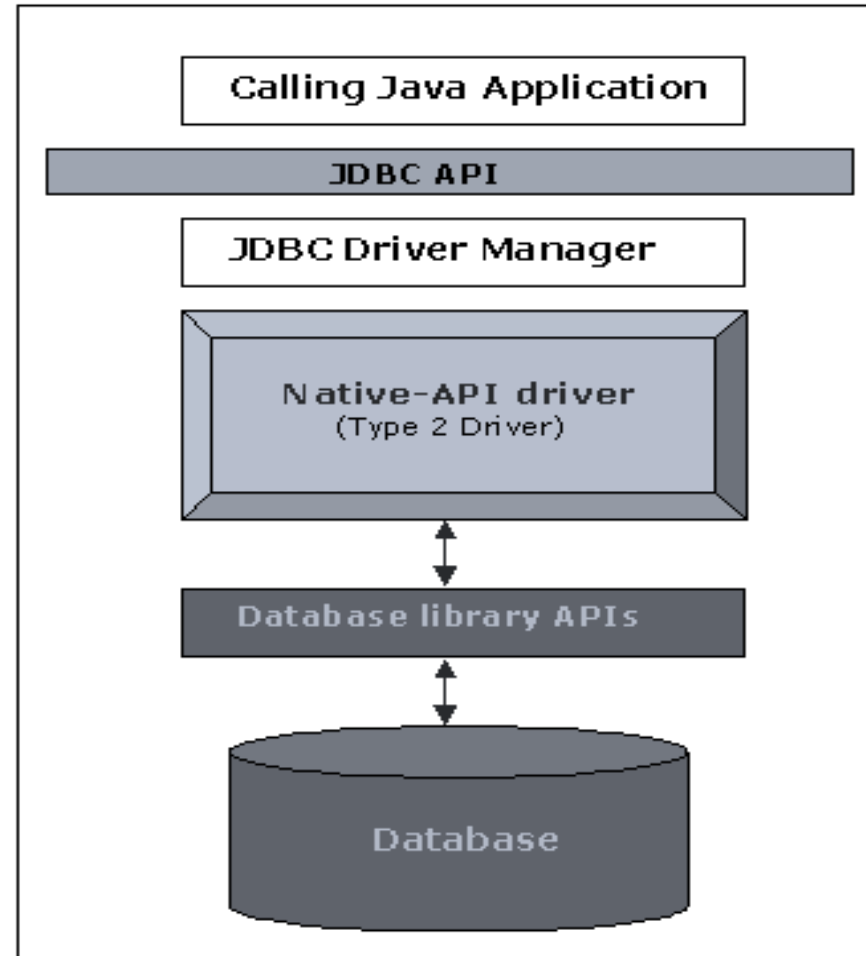 Calling Java Application
JDBC API
JDBC Driver Manager
Native-API driver
(Type 2 Driver)
Database library APIs
Database